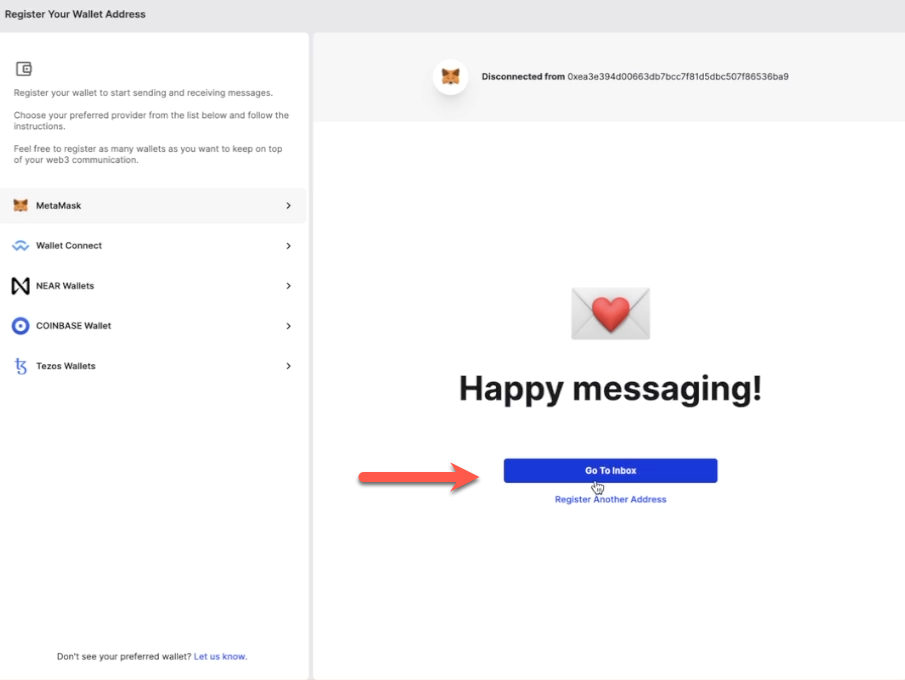 Register Your Wallet Address
Register your wallet to start sending and receiving messages.
Choose your preferred provider from the list below and follow the
instructions.
Feel free to register as many wallets as you want to keep on top
of your web3 communication.
MetaMask
Wallet Connect
NEAR Wallets
COINBASE Wallet
Tezos Wallets
Don't see your preferred wallet? Let us know.
Disconnected from 0xea3e394d00663db7bcc7f81d5dbc507f86536ba9
Happy messaging!
Go To Inbox
Register Another Address